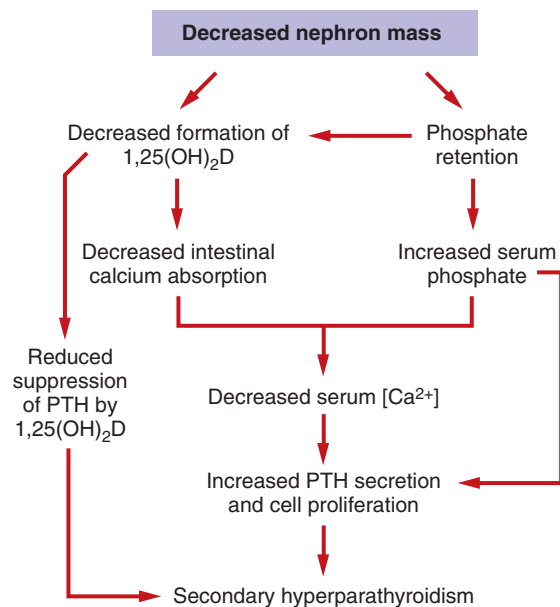 Decreased nephron mass
Decreased formation of
1,25(OH)₂D
Phosphate
retention
Decreased intestinal
calcium absorption
Increased serum
phosphate
Reduced
suppression
of PTH by
1,25(OH)₂D
Decreased serum [Ca²⁺]
Increased PTH secretion
and cell proliferation
Secondary hyperparathyroidism